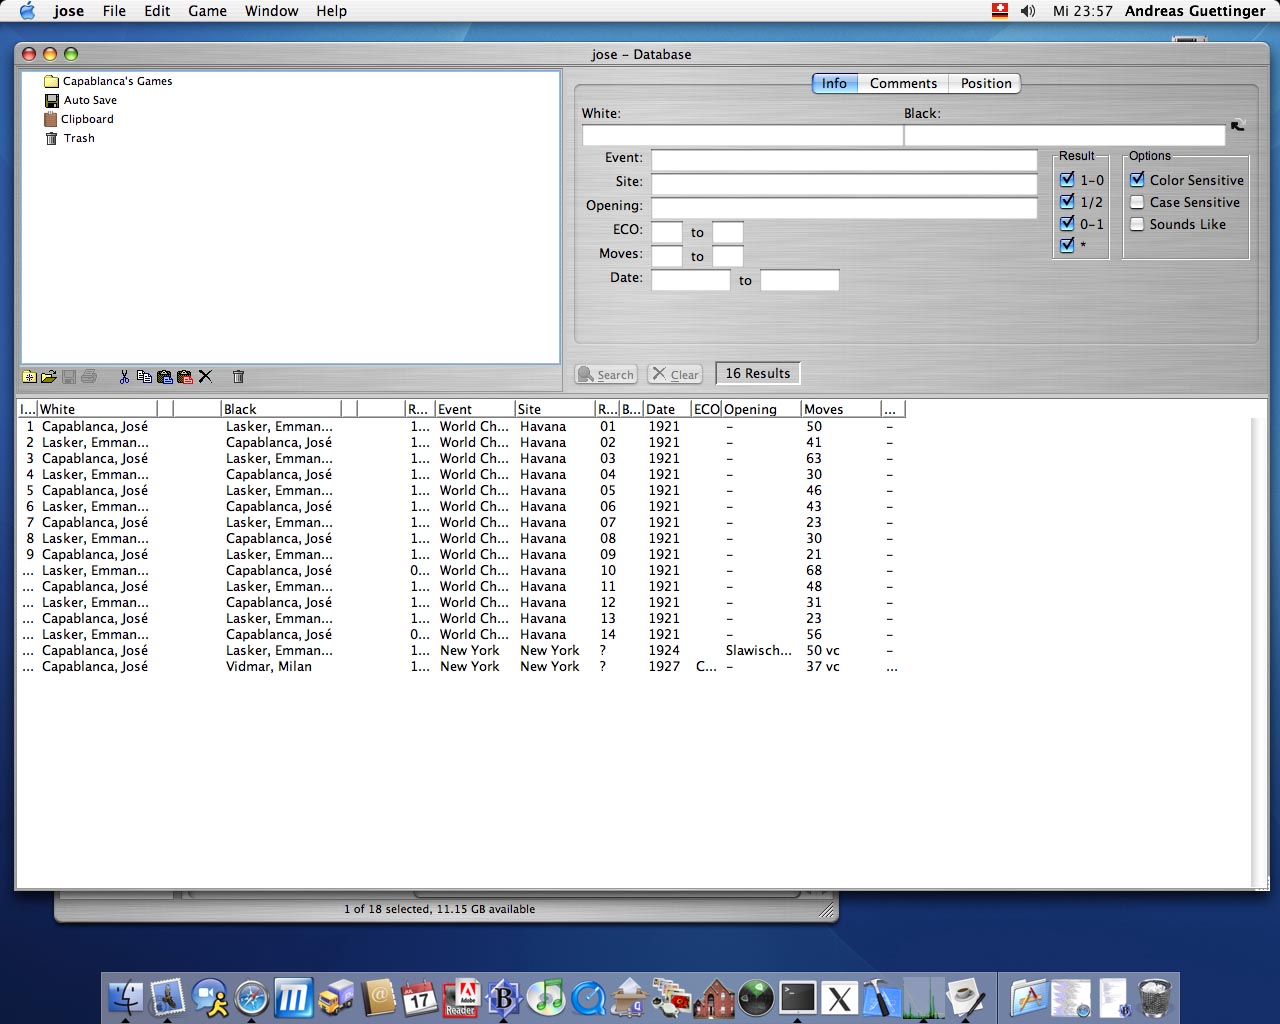 jose File Edit Game Window Help Mi 23:57 Andreas Guettinger
jose – Database
Capablanca's Games
Auto Save
Clipboard
Trash
Info Comments Position
White: Black:
Event:
Site:
Opening:
ECO: to
Moves: to
Date: to
Result
1-0
1/2
0-1
*
Options
Color Sensitive
Case Sensitive
Sounds Like
Search Clear 16 Results
I... White Black R... Event Site R... B... Date ECO Opening Moves ...
1 Capablanca, José Lasker, Emman... 1... World Ch... Havana 01 1921 – 50 –
2 Lasker, Emman... Capablanca, José 1... World Ch... Havana 02 1921 – 41 –
3 Capablanca, José Lasker, Emman... 1... World Ch... Havana 03 1921 – 63 –
4 Lasker, Emman... Capablanca, José 1... World Ch... Havana 04 1921 – 30 –
5 Capablanca, José Lasker, Emman... 1... World Ch... Havana 05 1921 – 46 –
6 Lasker, Emman... Capablanca, José 1... World Ch... Havana 06 1921 – 43 –
7 Capablanca, José Lasker, Emman... 1... World Ch... Havana 07 1921 – 23 –
8 Lasker, Emman... Capablanca, José 1... World Ch... Havana 08 1921 – 30 –
9 Capablanca, José Lasker, Emman... 1... World Ch... Havana 09 1921 – 21 –
... Lasker, Emman... Capablanca, José 0... World Ch... Havana 10 1921 – 68 –
... Capablanca, José Lasker, Emman... 1... World Ch... Havana 11 1921 – 48 –
... Lasker, Emman... Capablanca, José 1... World Ch... Havana 12 1921 – 31 –
... Capablanca, José Lasker, Emman... 1... World Ch... Havana 13 1921 – 23 –
... Lasker, Emman... Capablanca, José 0... World Ch... Havana 14 1921 – 56 –
... Capablanca, José Lasker, Emman... 1... New York New York ? 1924 Slawisch... 50 vc –
... Capablanca, José Vidmar, Milan 1... New York New York ? 1927 C... – 37 vc ...
1 of 18 selected, 11.15 GB available
JUL
17
Adobe
Reader